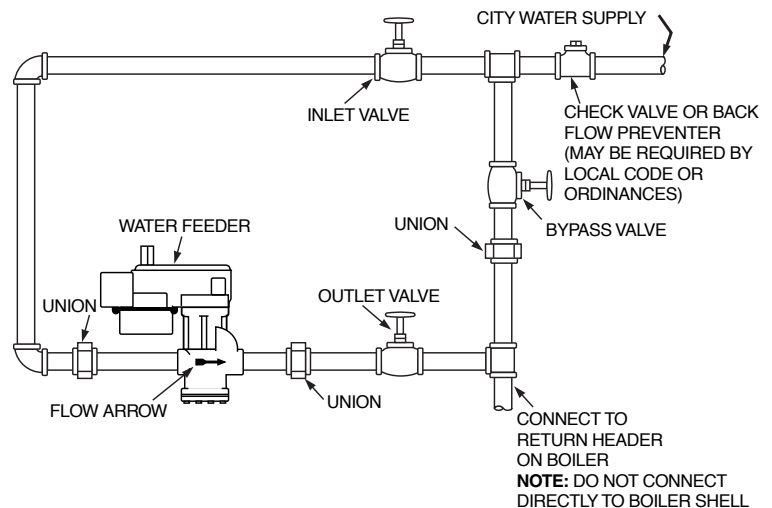 CITY WATER SUPPLY
INLET VALVE
CHECK VALVE OR BACK
FLOW PREVENTER
(MAY BE REQUIRED BY
LOCAL CODE OR
ORDINANCES)
WATER FEEDER
UNION
BYPASS VALVE
UNION
OUTLET VALVE
FLOW ARROW
UNION
CONNECT TO
RETURN HEADER
ON BOILER
NOTE: DO NOT CONNECT
DIRECTLY TO BOILER SHELL